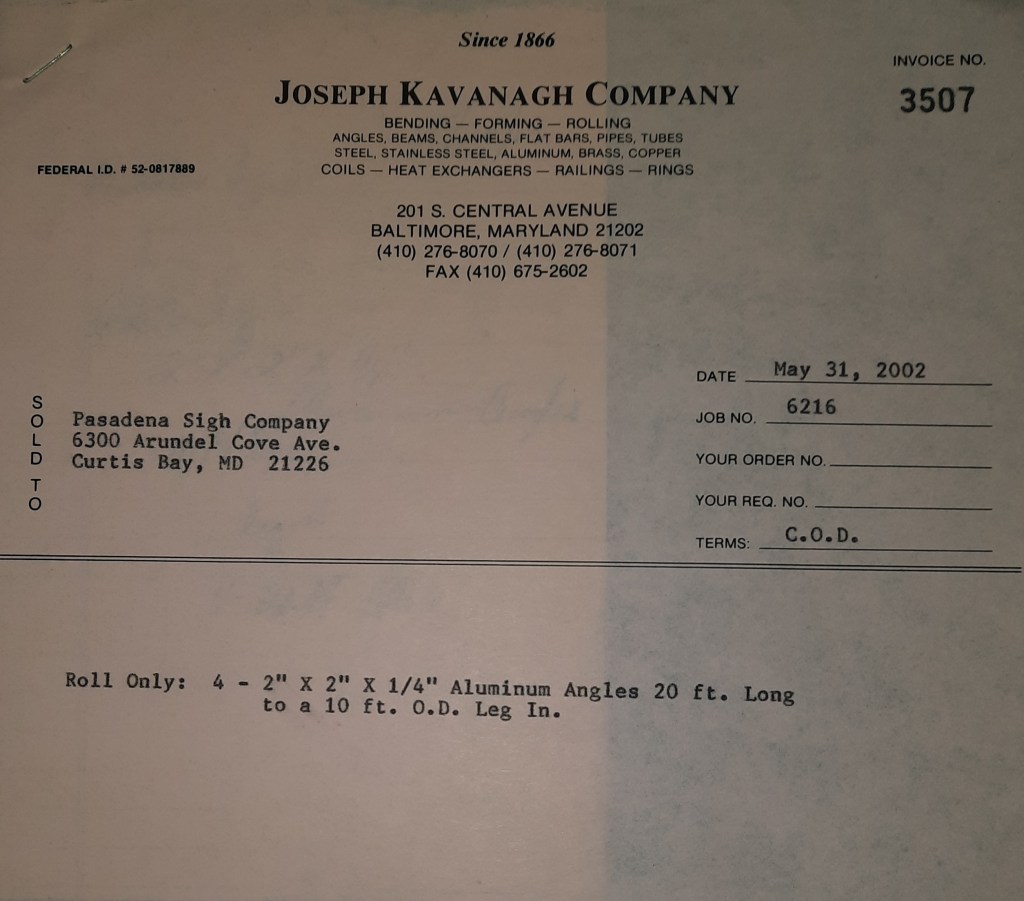 Since 1866
INVOICE NO.
3507
JOSEPH KAVANAGH COMPANY
BENDING — FORMING — ROLLING
ANGLES, BEAMS, CHANNELS, FLAT BARS, PIPES, TUBES
STEEL, STAINLESS STEEL, ALUMINUM, BRASS, COPPER
COILS — HEAT EXCHANGERS — RAILINGS — RINGS
FEDERAL I.D. # 52-0817889
201 S. CENTRAL AVENUE
BALTIMORE, MARYLAND 21202
(410) 276-8070 / (410) 276-8071
FAX (410) 675-2602
SOLD TO
Pasadena Sigh Company
6300 Arundel Cove Ave.
Curtis Bay, MD 21226
DATE May 31, 2002
JOB NO. 6216
YOUR ORDER NO.
YOUR REQ. NO.
TERMS: C.O.D.
Roll Only: 4 - 2" X 2" X 1/4" Aluminum Angles 20 ft. Long
to a 10 ft. O.D. Leg In.